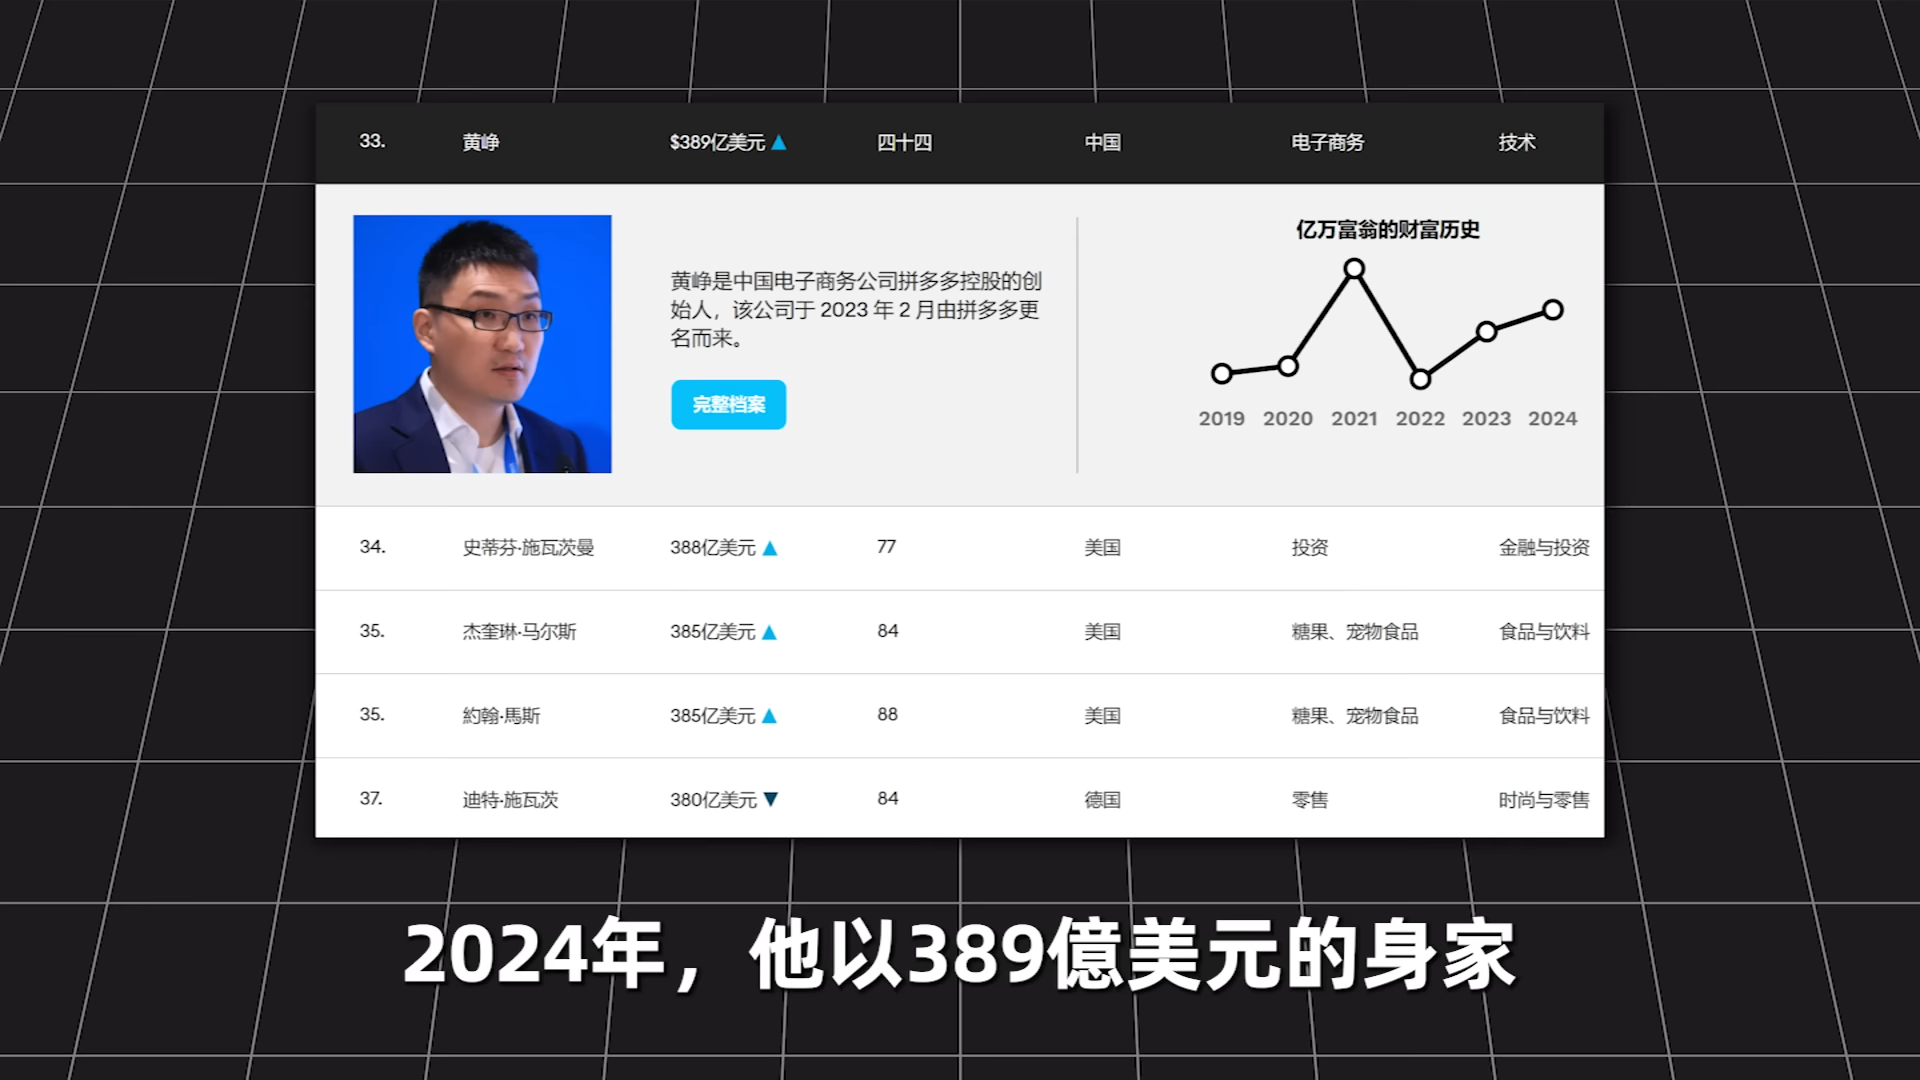 33. 黄峥 $389亿美元 四十四 中国 电子商务 技术
黄峥是中国电子商务公司拼多多控股的创
始人，该公司于 2023 年 2 月由拼多多更
名而来。
完整档案
亿万富翁的财富历史
2019 2020 2021 2022 2023 2024
34. 史蒂芬·施瓦茨曼 388亿美元 77 美国 投资 金融与投资
35. 杰奎琳·马尔斯 385亿美元 84 美国 糖果、宠物食品 食品与饮料
35. 約翰·馬斯 385亿美元 88 美国 糖果、宠物食品 食品与饮料
37. 迪特·施瓦茨 380亿美元 84 德国 零售 时尚与零售
2024年，他以389億美元的身家